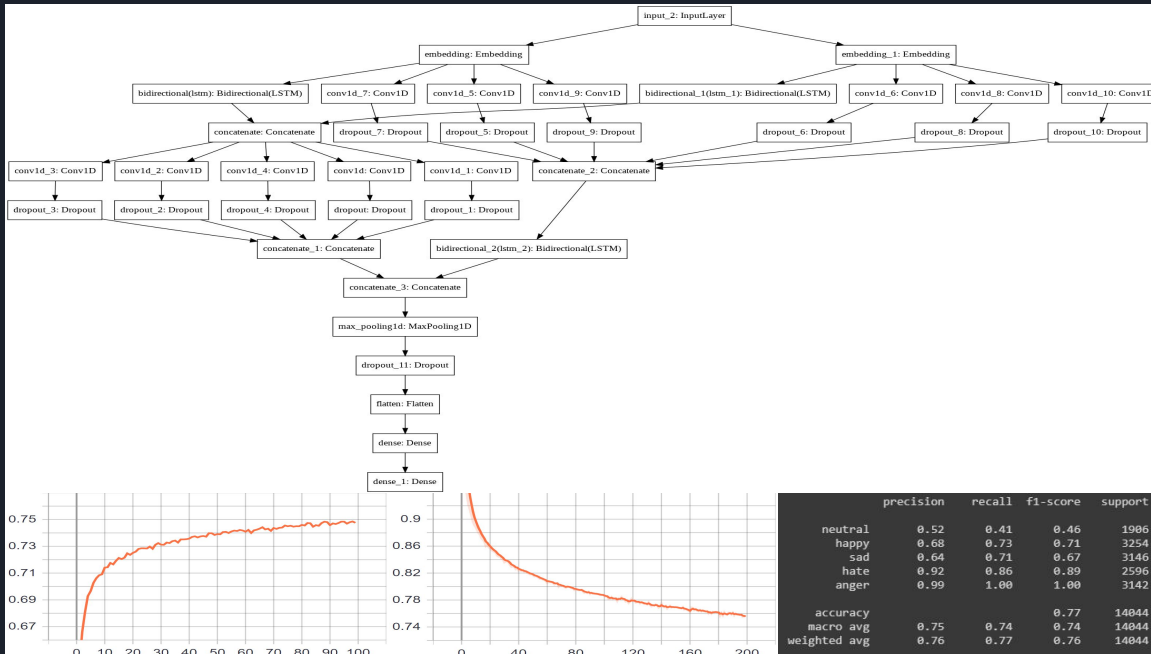 input_2: InputLayer
embedding: Embedding
embedding_1: Embedding
bidirectional(lstm): Bidirectional(LSTM)
conv1d_7: Conv1D
conv1d_5: Conv1D
conv1d_9: Conv1D
bidirectional_1(lstm_1): Bidirectional(LSTM)
conv1d_6: Conv1D
conv1d_8: Conv1D
conv1d_10: Conv1D
concatenate: Concatenate
dropout_7: Dropout
dropout_5: Dropout
dropout_9: Dropout
dropout_6: Dropout
dropout_8: Dropout
dropout_10: Dropout
conv1d_3: Conv1D
conv1d_2: Conv1D
conv1d_4: Conv1D
conv1d: Conv1D
conv1d_1: Conv1D
concatenate_2: Concatenate
dropout_3: Dropout
dropout_2: Dropout
dropout_4: Dropout
dropout: Dropout
dropout_1: Dropout
concatenate_1: Concatenate
bidirectional_2(lstm_2): Bidirectional(LSTM)
concatenate_3: Concatenate
max_pooling1d: MaxPooling1D
dropout_11: Dropout
flatten: Flatten
dense: Dense
dense_1: Dense
0.75
0.73
0.71
0.69
0.67
0 10 20 30 40 50 60 70 80 90 100
0.9
0.86
0.82
0.78
0.74
0 40 80 120 160 200
precision recall f1-score support
neutral 0.52 0.41 0.46 1906
happy 0.68 0.73 0.71 3254
sad 0.64 0.71 0.67 3146
hate 0.92 0.86 0.89 2596
anger 0.99 1.00 1.00 3142
accuracy 0.77 14044
macro avg 0.75 0.74 0.74 14044
weighted avg 0.76 0.77 0.76 14044